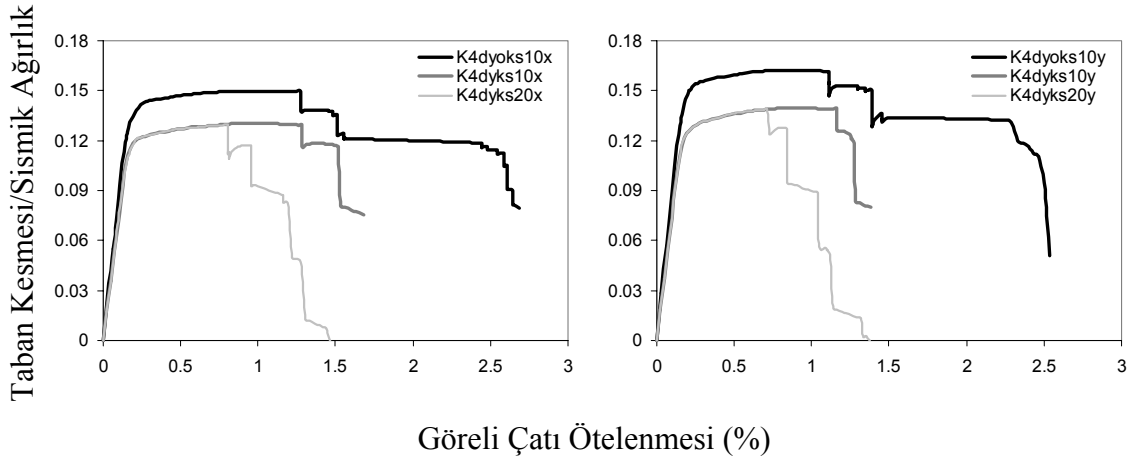 Taban Kesmesi/Sismik Ağırlık
0.18
0.15
0.12
0.09
0.06
0.03
0
0 0.5 1 1.5 2 2.5 3
K4dyoks10x
K4dyks10x
K4dyks20x
0.18
0.15
0.12
0.09
0.06
0.03
0
0 0.5 1 1.5 2 2.5 3
K4dyoks10y
K4dyks10y
K4dyks20y
Göreli Çatı Ötelenmesi (%)